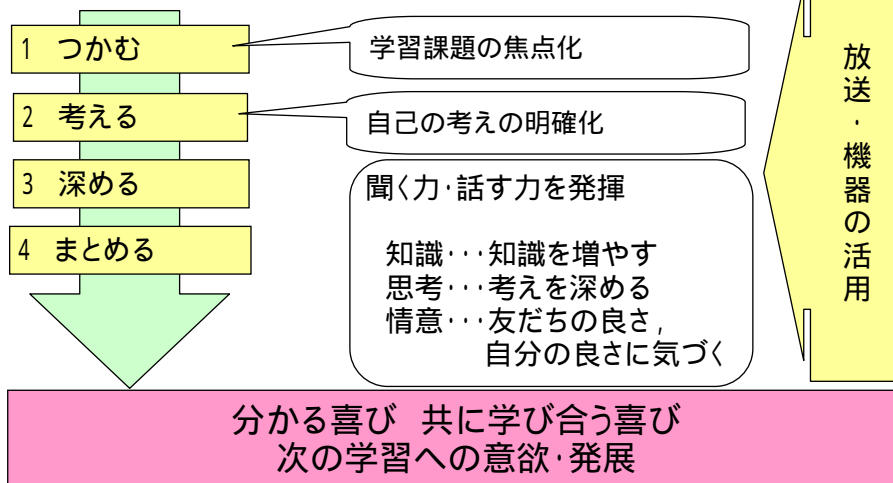 1 つかむ
学習課題の焦点化
2 考える
自己の考えの明確化
3 深める
4 まとめる
聞く力・話す力を発揮
知識・・・知識を増やす
思考・・・考えを深める
情意・・・友だちの良さ,
自分の良さに気づく
放送・機器の活用
分かる喜び 共に学び合う喜び
次の学習への意欲・発展